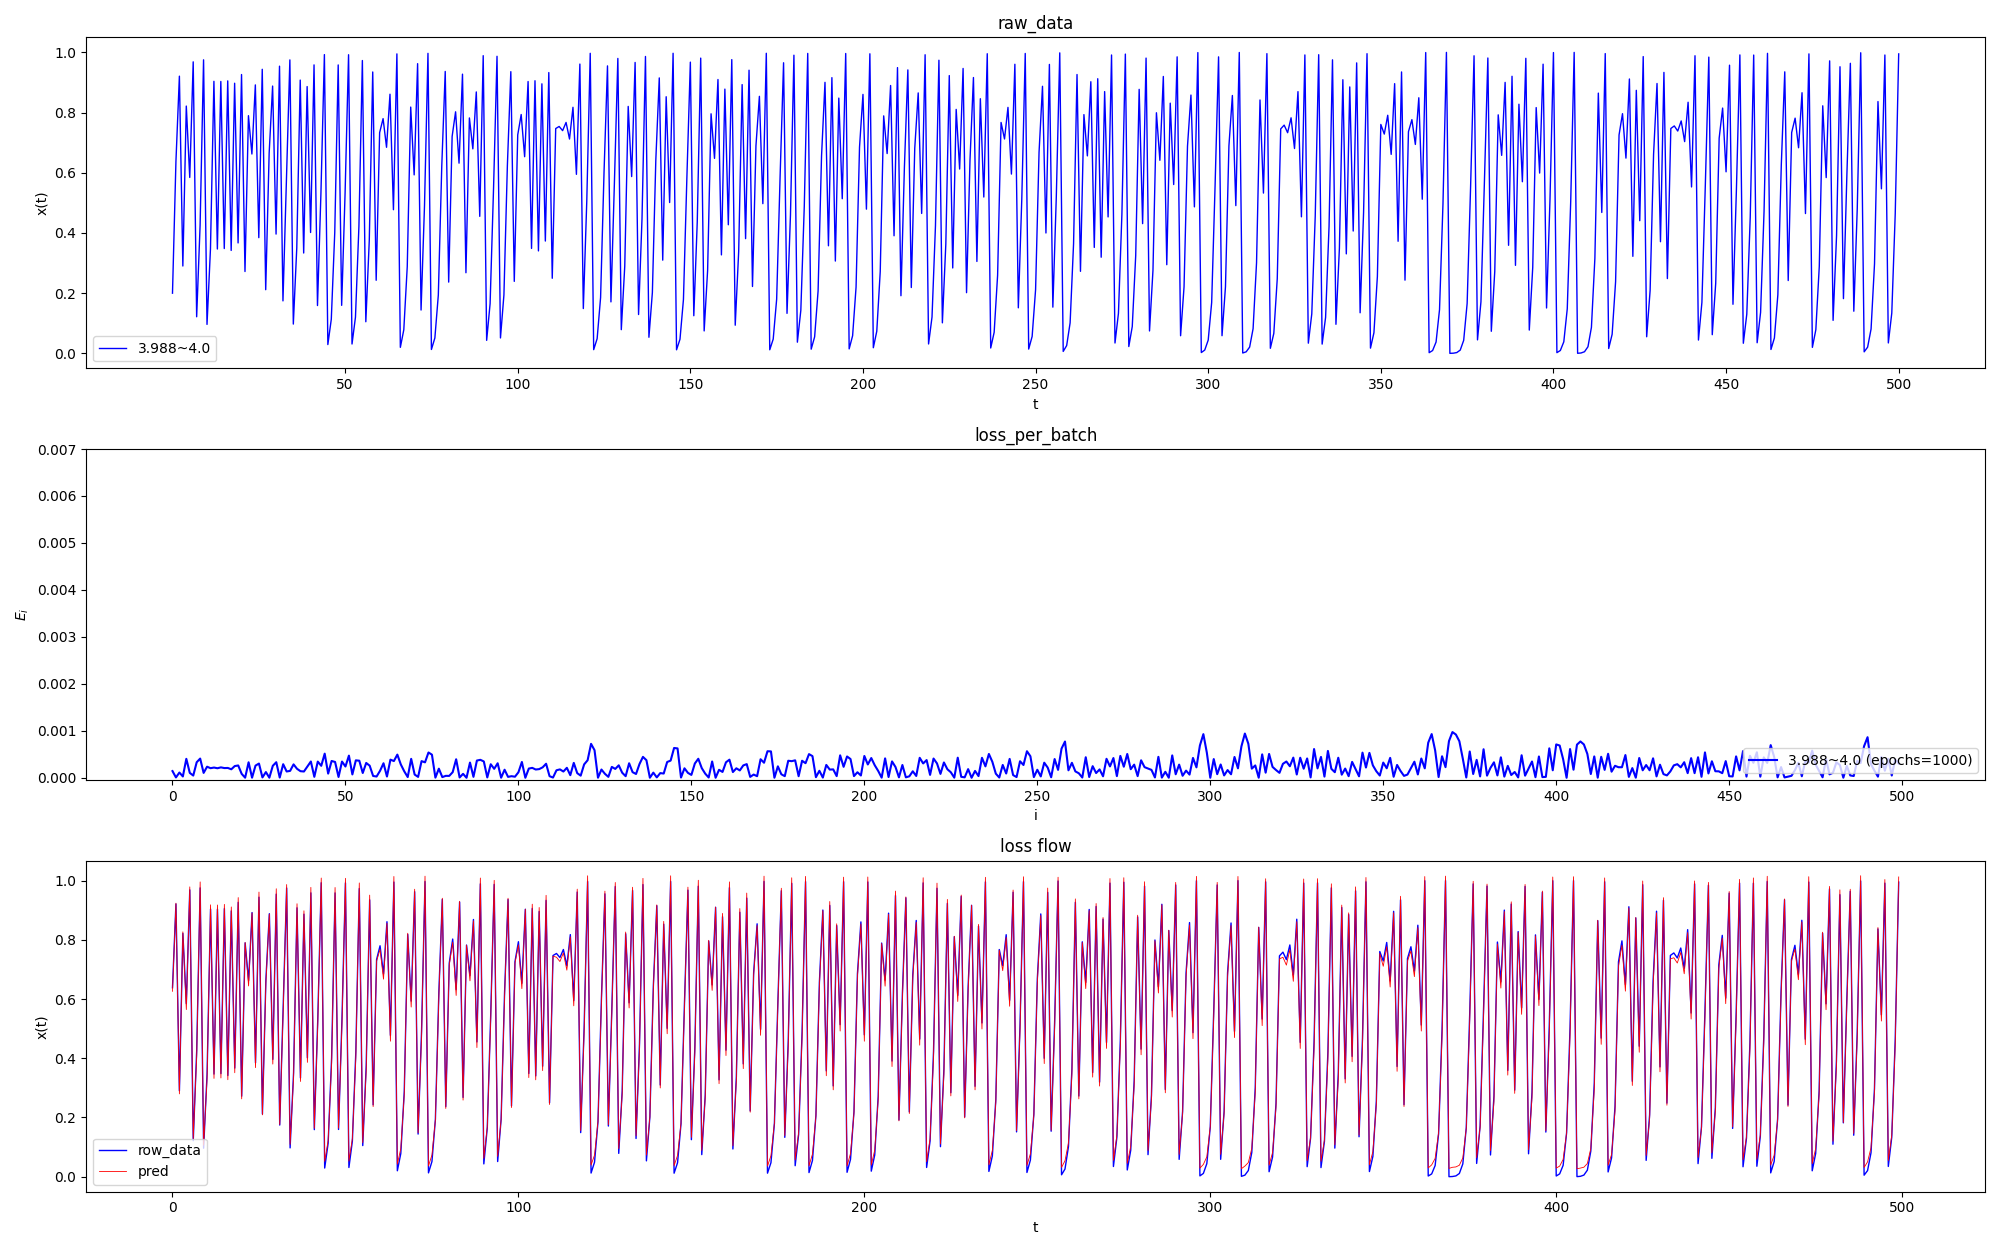 raw_data
1.0
0.8
0.6
0.4
0.2
0.0
x(t)
3.988~4.0
50 100 150 200 250 300 350 400 450 500
t
loss_per_batch
0.007
0.006
0.005
0.004
0.003
0.002
0.001
0.000
E_i
3.988~4.0 (epochs=1000)
0 50 100 150 200 250 300 350 400 450 500
i
loss flow
1.0
0.8
0.6
0.4
0.2
0.0
x(t)
row_data
pred
0 100 200 300 400 500
t